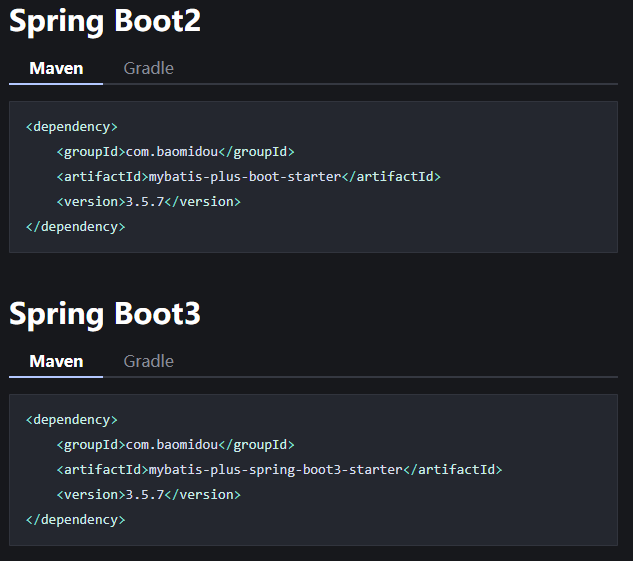 Spring Boot2
Maven Gradle
<dependency>
    <groupId>com.baomidou</groupId>
    <artifactId>mybatis-plus-boot-starter</artifactId>
    <version>3.5.7</version>
</dependency>
Spring Boot3
Maven Gradle
<dependency>
    <groupId>com.baomidou</groupId>
    <artifactId>mybatis-plus-spring-boot3-starter</artifactId>
    <version>3.5.7</version>
</dependency>